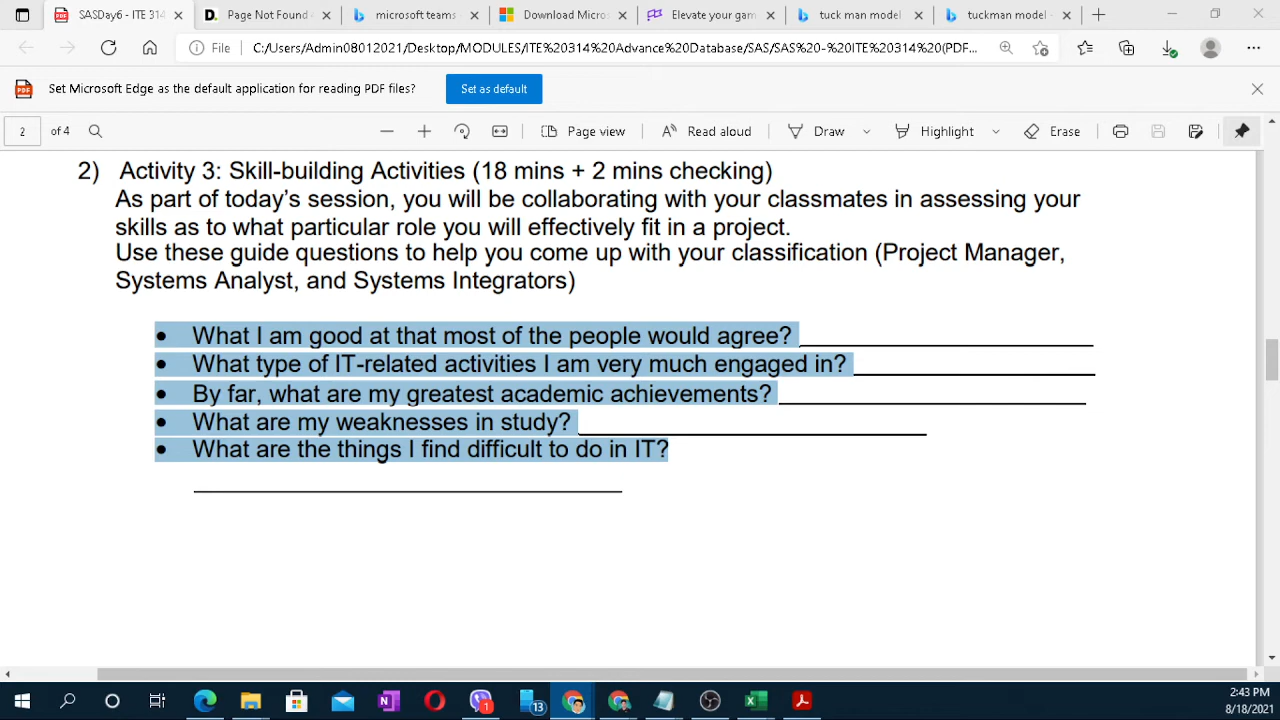 SASDay6 - ITE 314
Page Not Found
microsoft teams
Download Micros
Elevate your gam
tuck man model
tuckman model -
File
C:/Users/Admin08012021/Desktop/MODULES/ITE%20314%20Advance%20Database/SAS/SAS%20-%20ITE%20314%20(PDF...
Set Microsoft Edge as the default application for reading PDF files?
Set as default
2
of 4
Page view
Read aloud
Draw
Highlight
Erase
2) Activity 3: Skill-building Activities (18 mins + 2 mins checking)
As part of today's session, you will be collaborating with your classmates in assessing your
skills as to what particular role you will effectively fit in a project.
Use these guide questions to help you come up with your classification (Project Manager,
Systems Analyst, and Systems Integrators)
• What I am good at that most of the people would agree?
• What type of IT-related activities I am very much engaged in?
• By far, what are my greatest academic achievements?
• What are my weaknesses in study?
• What are the things I find difficult to do in IT?
1
13
2:43 PM
8/18/2021